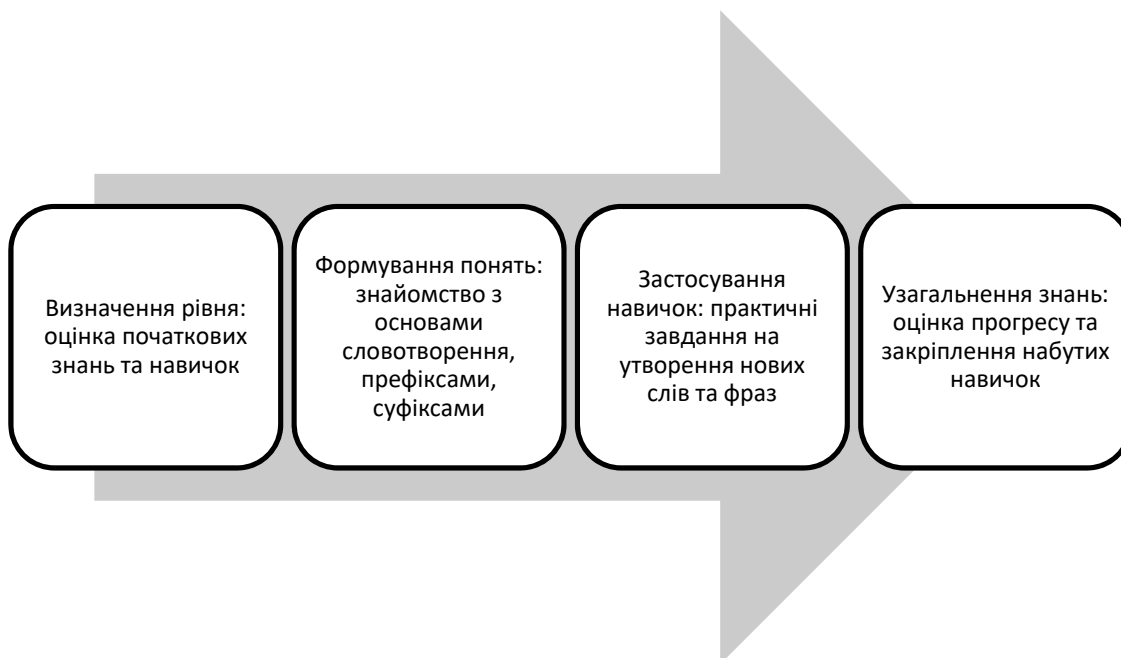 Визначення рівня:
оцінка початкових
знань та навичок
Формування понять:
знайомство з
основами
словотворення,
префіксами,
суфіксами
Застосування
навичок: практичні
завдання на
утворення нових
слів та фраз
Узагальнення знань:
оцінка прогресу та
закріплення набутих
навичок